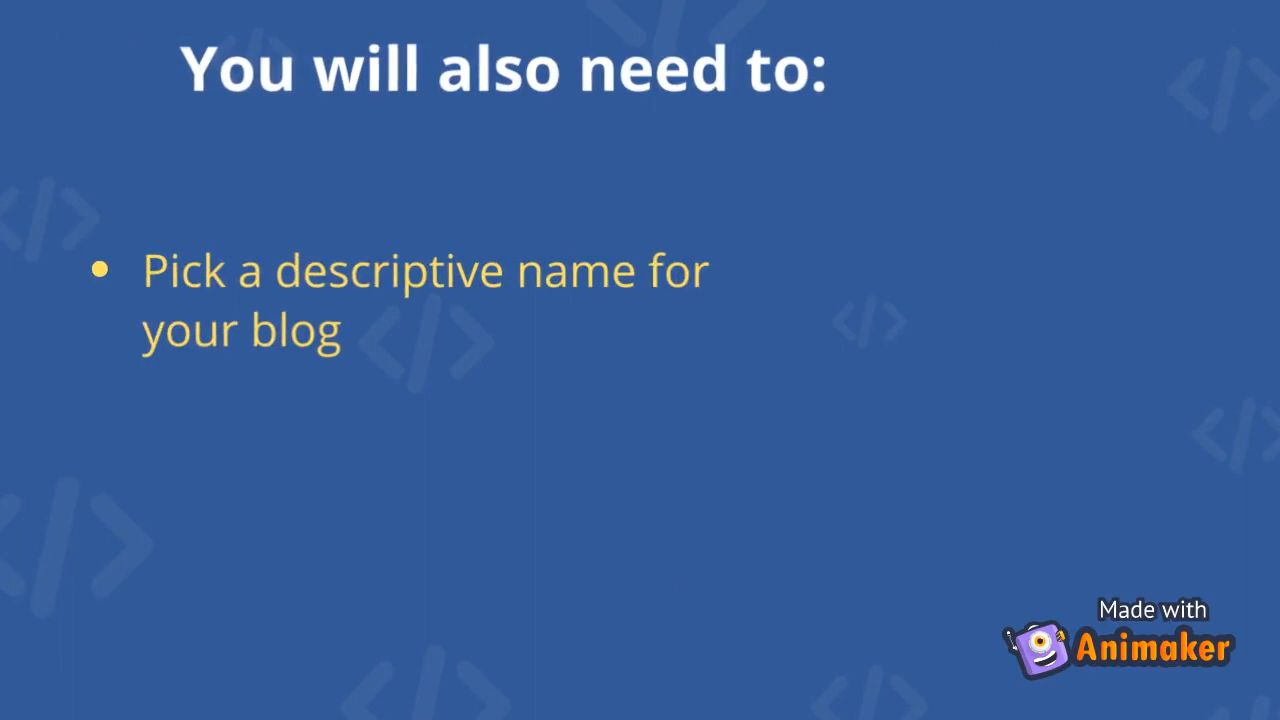 You will also need to:
• Pick a descriptive name for
your blog
Made with
Animaker